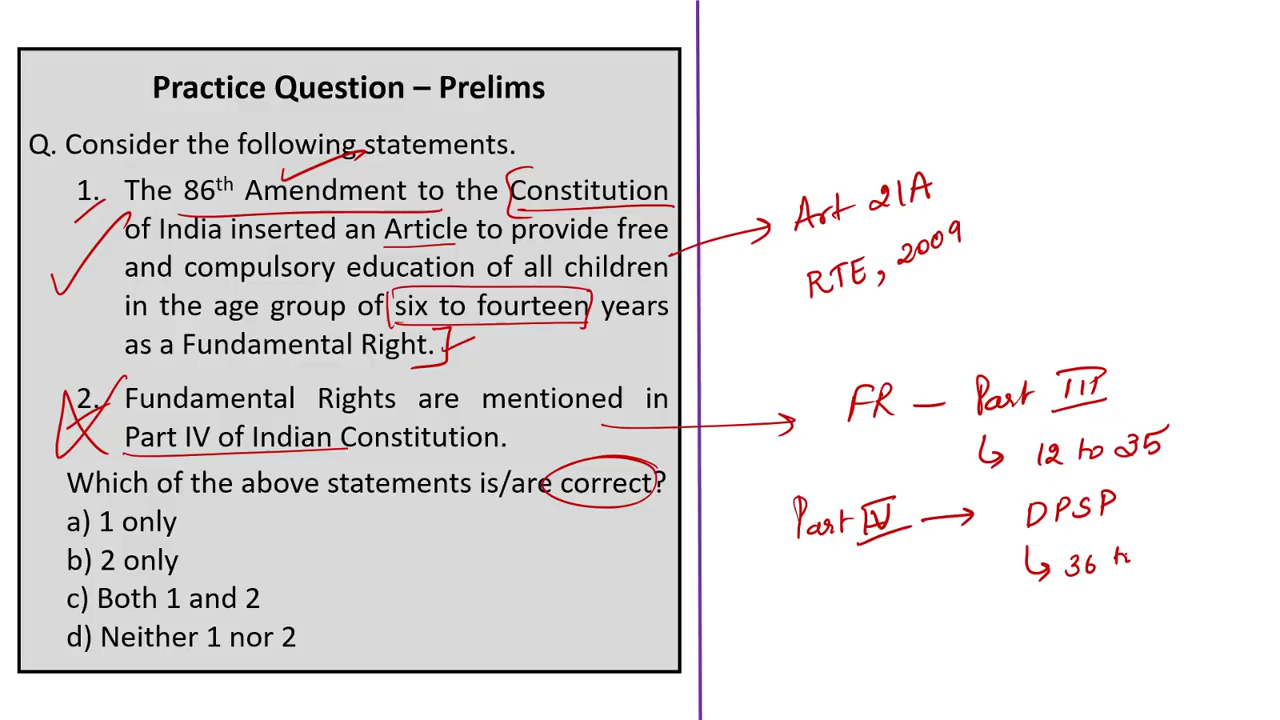 Practice Question – Prelims
Q. Consider the following statements.
1. The 86th Amendment to the Constitution
of India inserted an Article to provide free
and compulsory education of all children
in the age group of six to fourteen years
as a Fundamental Right.
2. Fundamental Rights are mentioned in
Part IV of Indian Constitution.
Which of the above statements is/are correct?
a) 1 only
b) 2 only
c) Both 1 and 2
d) Neither 1 nor 2
Art 21A
RTE, 2009
FR – Part III
12 to 35
Part IV → DPSP
36 t